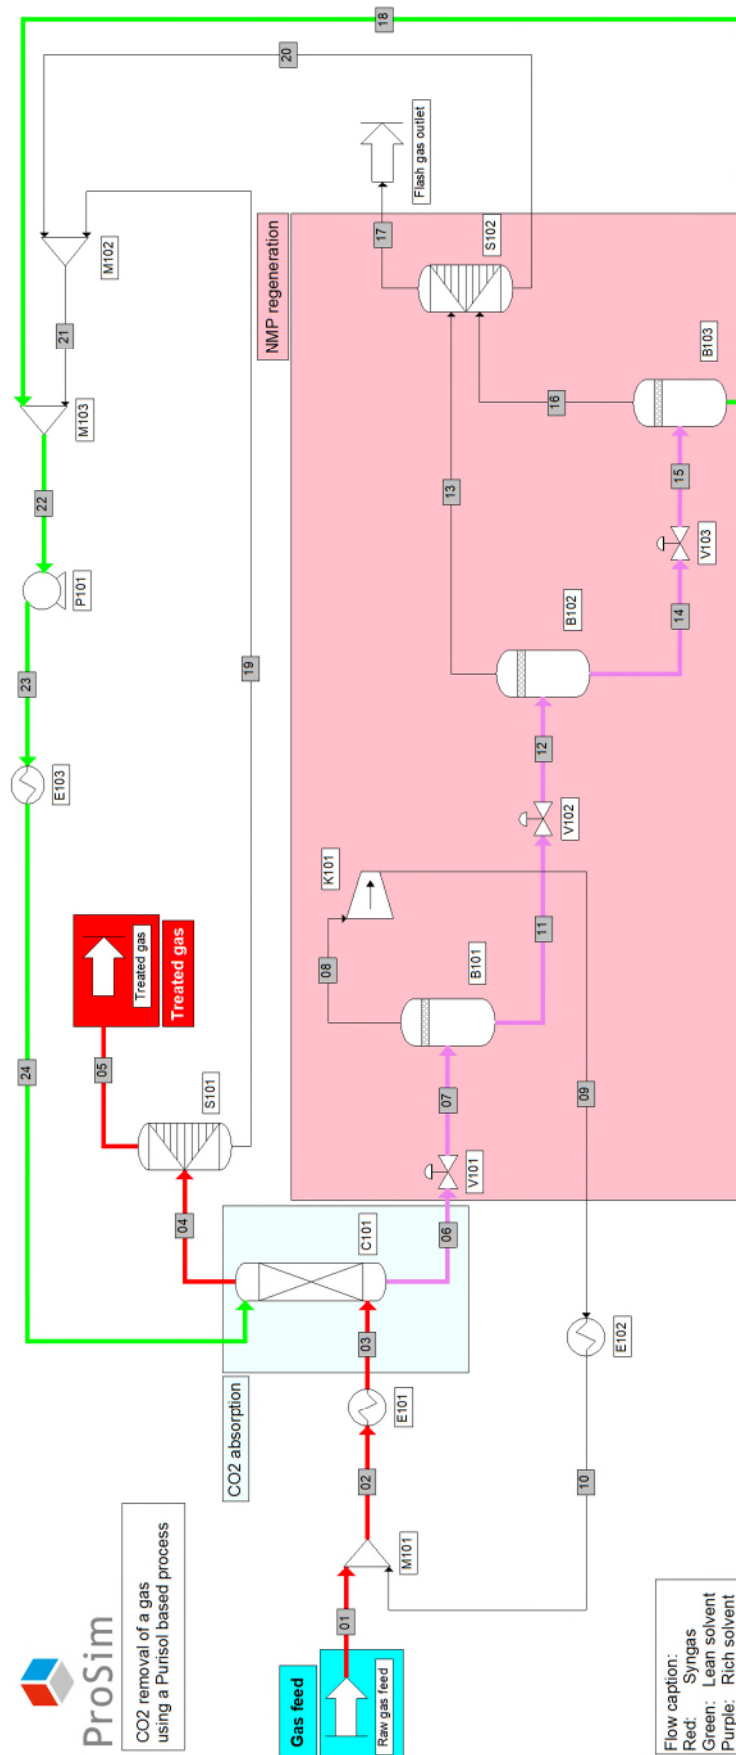 ProSim
CO2 removal of a gas
using a Purisol based process
Gas feed
Raw gas feed
01
M101
02
E101
03
CO2 absorption
C101
04
S101
05
Treated gas
Treated gas
06
V101
07
B101
08
K101
09
E102
10
11
V102
12
B102
13
14
V103
15
B103
16
S102
17
Flash gas outlet
NMP regeneration
18
19
20
M102
21
M103
22
P101
23
E103
24
Flow caption:
Red: Syngas
Green: Lean solvent
Purple: Rich solvent